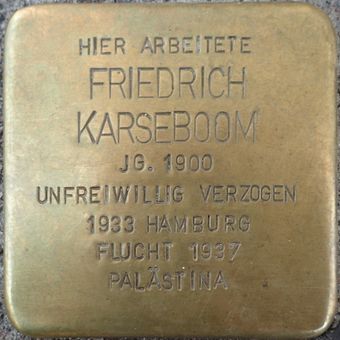 HIER ARBEITETE
FRIEDRICH
KARSEBOOM
JG. 1900
UNFREIWILLIG VERZOGEN
1933 HAMBURG
FLUCHT 1937
PALÄSTINA